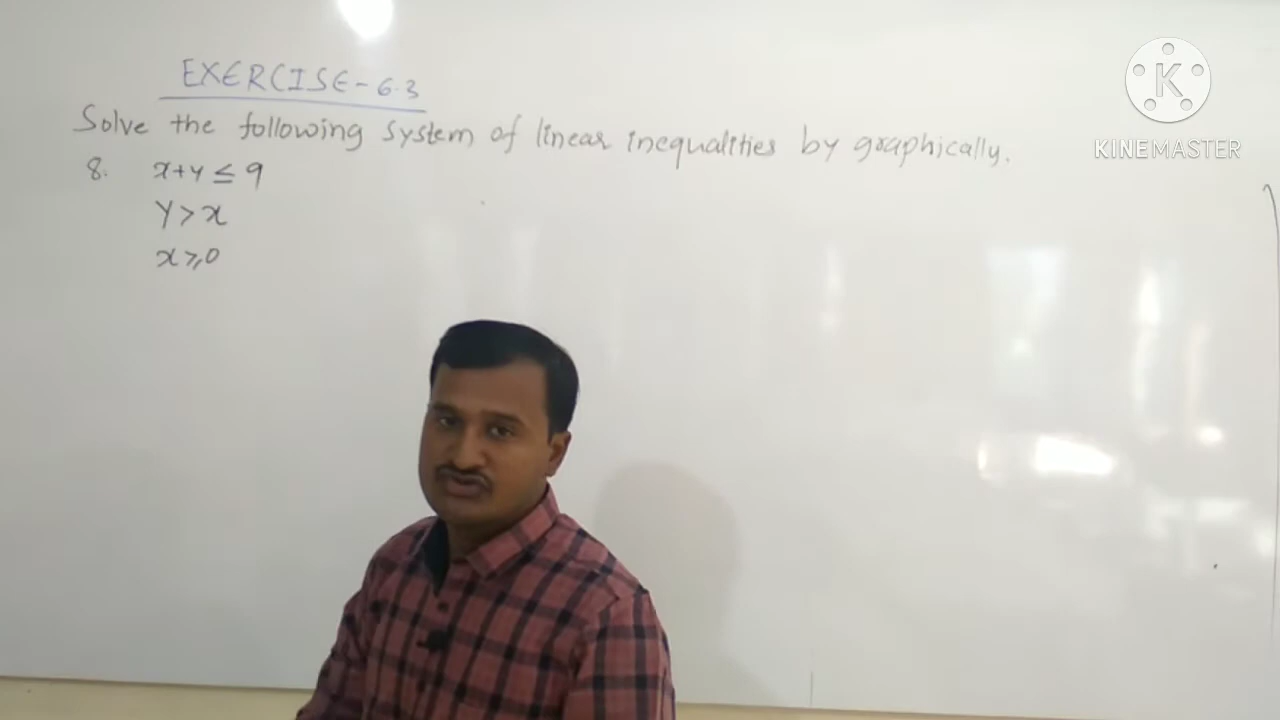 EXERCISE-6.3
Solve the following system of linear inequalities by graphically.
8. x+y ≤ 9
y > x
x ≥ 0
K
KINEMASTER